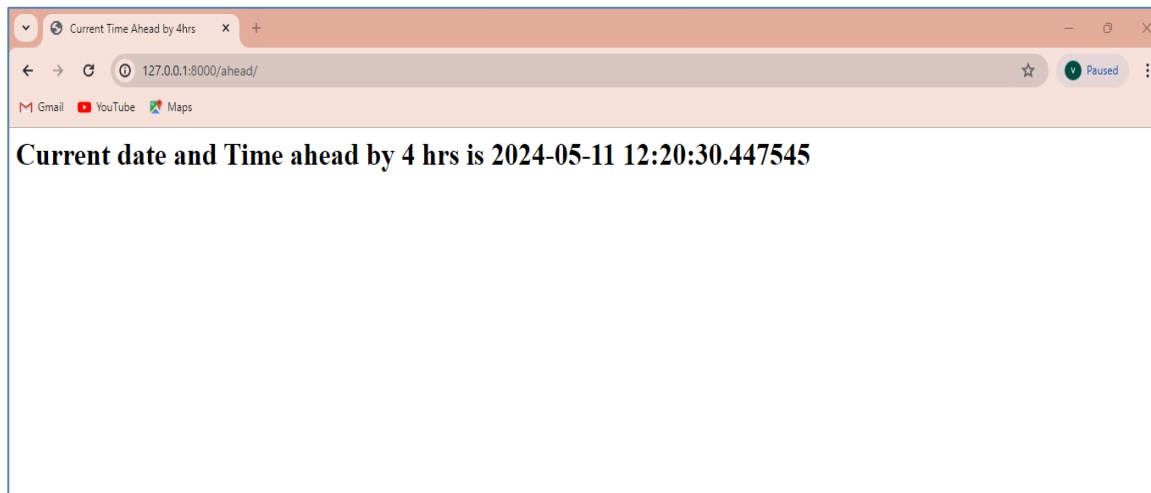 Current Time Ahead by 4hrs
127.0.0.1:8000/ahead/
V Paused
Gmail YouTube Maps
Current date and Time ahead by 4 hrs is 2024-05-11 12:20:30.447545